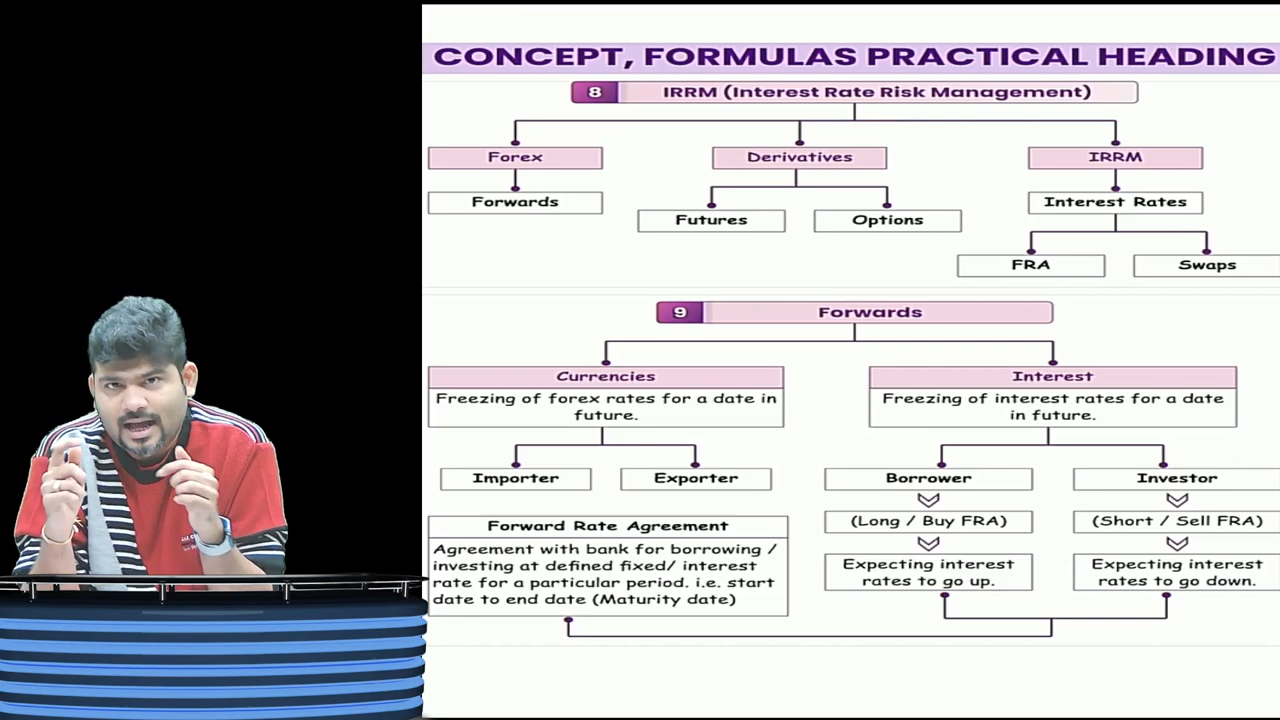 CONCEPT, FORMULAS PRACTICAL HEADING
8 IRRM (Interest Rate Risk Management)
Forex
Derivatives
IRRM
Forwards
Futures
Options
Interest Rates
FRA
Swaps
9 Forwards
Currencies
Freezing of forex rates for a date in
future.
Interest
Freezing of interest rates for a date
in future.
Importer
Exporter
Borrower
Investor
(Long / Buy FRA)
(Short / Sell FRA)
Expecting interest
rates to go up.
Expecting interest
rates to go down.
Forward Rate Agreement
Agreement with bank for borrowing /
investing at defined fixed/ interest
rate for a particular period. i.e. start
date to end date (Maturity date)